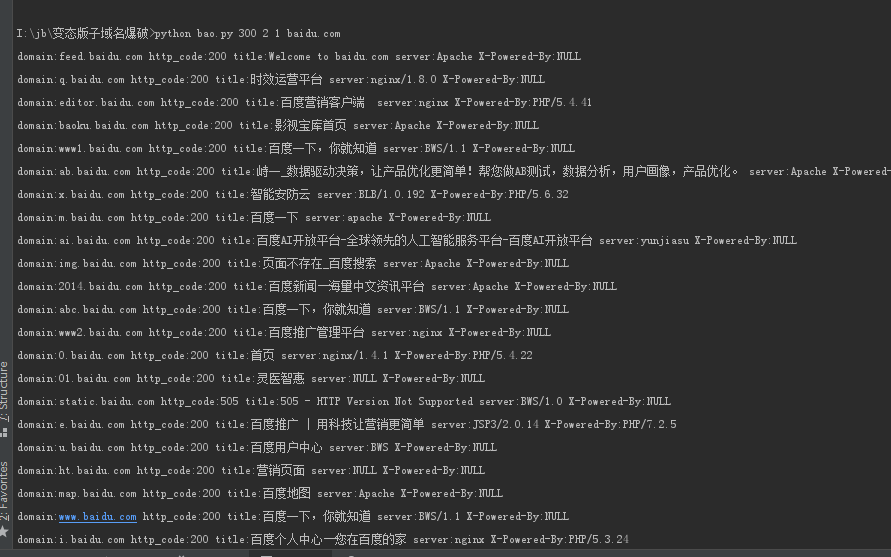 I:\jb\变态版子域名爆破>python bao.py 300 2 1 baidu.com
domain:feed.baidu.com http_code:200 title:Welcome to baidu.com server:Apache X-Powered-By:NULL
domain:q.baidu.com http_code:200 title:时效运营平台 server:nginx/1.8.0 X-Powered-By:NULL
domain:editor.baidu.com http_code:200 title:百度营销客户端  server:nginx X-Powered-By:PHP/5.4.41
domain:baoku.baidu.com http_code:200 title:影视宝库首页 server:Apache X-Powered-By:NULL
domain:www1.baidu.com http_code:200 title:百度一下，你就知道 server:BWS/1.1 X-Powered-By:NULL
domain:ab.baidu.com http_code:200 title:峙一_数据驱动决策，让产品优化更简单！帮您做AB测试，数据分析，用户画像，产品优化。 server:Apache X-Powered-
domain:x.baidu.com http_code:200 title:智能安防云 server:BLB/1.0.192 X-Powered-By:PHP/5.6.32
domain:m.baidu.com http_code:200 title:百度一下 server:apache X-Powered-By:NULL
domain:ai.baidu.com http_code:200 title:百度AI开放平台-全球领先的人工智能服务平台-百度AI开放平台 server:yunjiasu X-Powered-By:NULL
domain:img.baidu.com http_code:200 title:页面不存在_百度搜索 server:Apache X-Powered-By:NULL
domain:2014.baidu.com http_code:200 title:百度新闻——海量中文资讯平台 server:Apache X-Powered-By:NULL
domain:abc.baidu.com http_code:200 title:百度一下，你就知道 server:BWS/1.1 X-Powered-By:NULL
domain:www2.baidu.com http_code:200 title:百度推广管理平台 server:nginx X-Powered-By:NULL
domain:0.baidu.com http_code:200 title:首页 server:nginx/1.4.1 X-Powered-By:PHP/5.4.22
domain:01.baidu.com http_code:200 title:灵医智惠 server:NULL X-Powered-By:NULL
domain:static.baidu.com http_code:505 title:505 - HTTP Version Not Supported server:BWS/1.0 X-Powered-By:NULL
domain:e.baidu.com http_code:200 title:百度推广 | 用科技让营销更简单 server:JSP3/2.0.14 X-Powered-By:PHP/7.2.5
domain:u.baidu.com http_code:200 title:百度用户中心 server:BWS X-Powered-By:NULL
domain:ht.baidu.com http_code:200 title:营销页面 server:NULL X-Powered-By:NULL
domain:map.baidu.com http_code:200 title:百度地图 server:Apache X-Powered-By:NULL
domain:www.baidu.com http_code:200 title:百度一下，你就知道 server:BWS/1.1 X-Powered-By:NULL
domain:i.baidu.com http_code:200 title:百度个人中心—您在百度的家 server:nginx X-Powered-By:PHP/5.3.24
7: Structure
2: Favorites